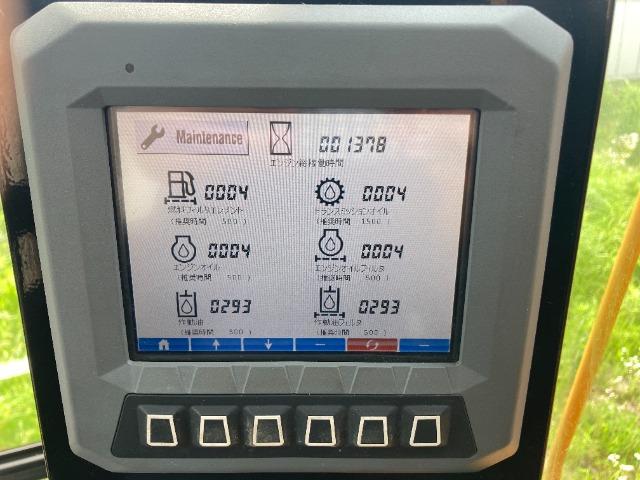 Maintenance
001378
エンジン総稼働時間
0004
0004
燃料フィルタエレメント
トランスミッションオイル
(推奨時間 500 )
(推奨時間 1500 )
0004
0004
エンジンオイル
エンジンオイルフィルタ
(推奨時間 500 )
(推奨時間 500 )
0293
0293
作動油
作動油フィルタ
(推奨時間 500 )
(推奨時間 500 )